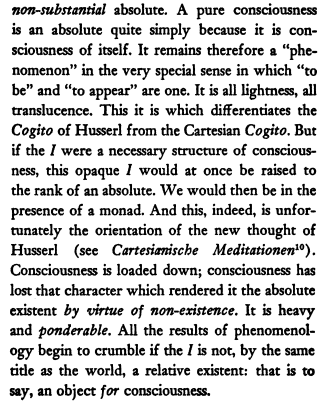 non-substantial absolute. A pure consciousness
is an absolute quite simply because it is con-
sciousness of itself. It remains therefore a “phe-
nomenon” in the very special sense in which “to
be” and “to appear” are one. It is all lightness, all
translucence. This it is which differentiates the
Cogito of Husserl from the Cartesian Cogito. But
if the I were a necessary structure of conscious-
ness, this opaque I would at once be raised to
the rank of an absolute. We would then be in the
presence of a monad. And this, indeed, is unfor-
tunately the orientation of the new thought of
Husserl (see Cartesianische Meditationen¹⁰).
Consciousness is loaded down; consciousness has
lost that character which rendered it the absolute
existent by virtue of non-existence. It is heavy
and ponderable. All the results of phenomenol-
ogy begin to crumble if the I is not, by the same
title as the world, a relative existent: that is to
say, an object for consciousness.